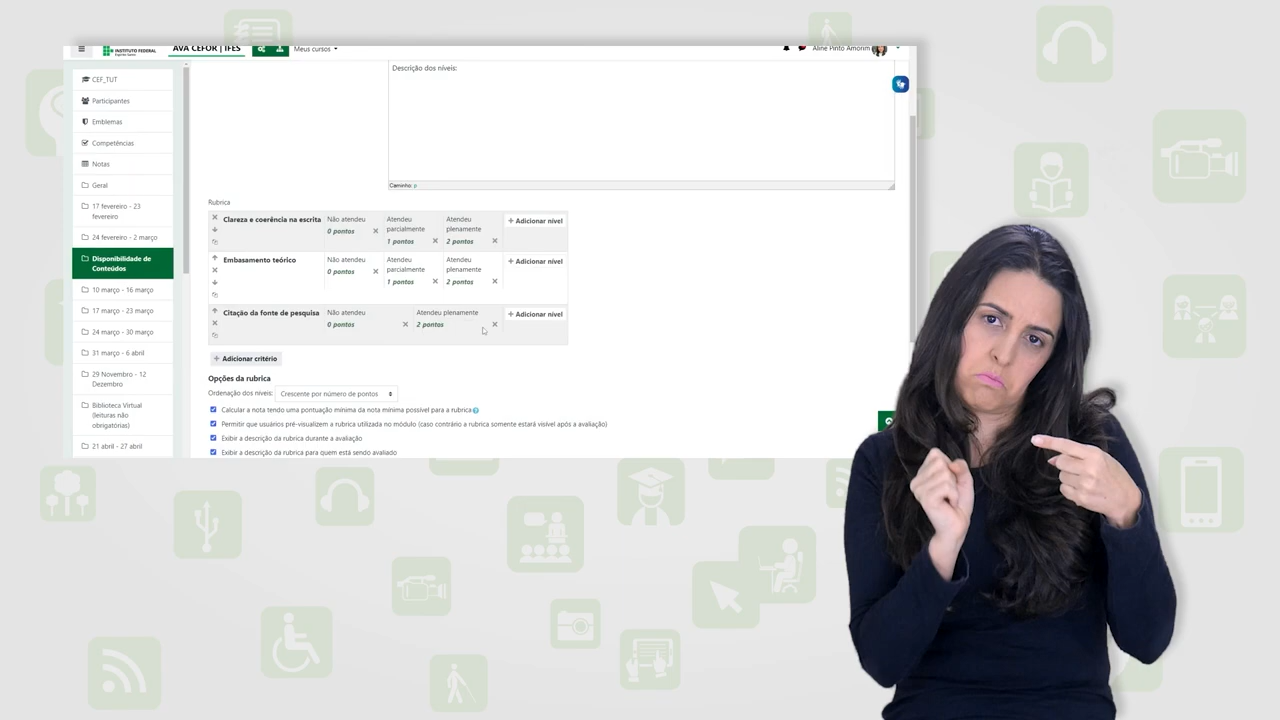 INSTITUTO FEDERAL
Espírito Santo
AVA CEFOR | IFES
Meus cursos
Aline Pinto Amorim
CEF_TUT
Participantes
Emblemas
Competências
Notas
Geral
17 fevereiro - 23
fevereiro
24 fevereiro - 2 março
Disponibilidade de
Conteúdos
10 março - 16 março
17 março - 23 março
24 março - 30 março
31 março - 6 abril
29 Novembro - 12
Dezembro
Biblioteca Virtual
(leituras não
obrigatórias)
21 abril - 27 abril
Descrição dos níveis:
Caminho: p
Rubrica
Clareza e coerência na escrita
Não atendeu
0 pontos
Atendeu
parcialmente
1 pontos
Atendeu
plenamente
2 pontos
+ Adicionar nível
Embasamento teórico
Não atendeu
0 pontos
Atendeu
parcialmente
1 pontos
Atendeu
plenamente
2 pontos
+ Adicionar nível
Citação da fonte de pesquisa
Não atendeu
0 pontos
Atendeu plenamente
2 pontos
+ Adicionar nível
+ Adicionar critério
Opções da rubrica
Ordenação dos níveis: Crescente por número de pontos
Calcular a nota tendo uma pontuação mínima da nota mínima possível para a rubrica
Permitir que usuários pré-visualizem a rubrica utilizada no módulo (caso contrário a rubrica somente estará visível após a avaliação)
Exibir a descrição da rubrica durante a avaliação
Exibir a descrição da rubrica para quem está sendo avaliado